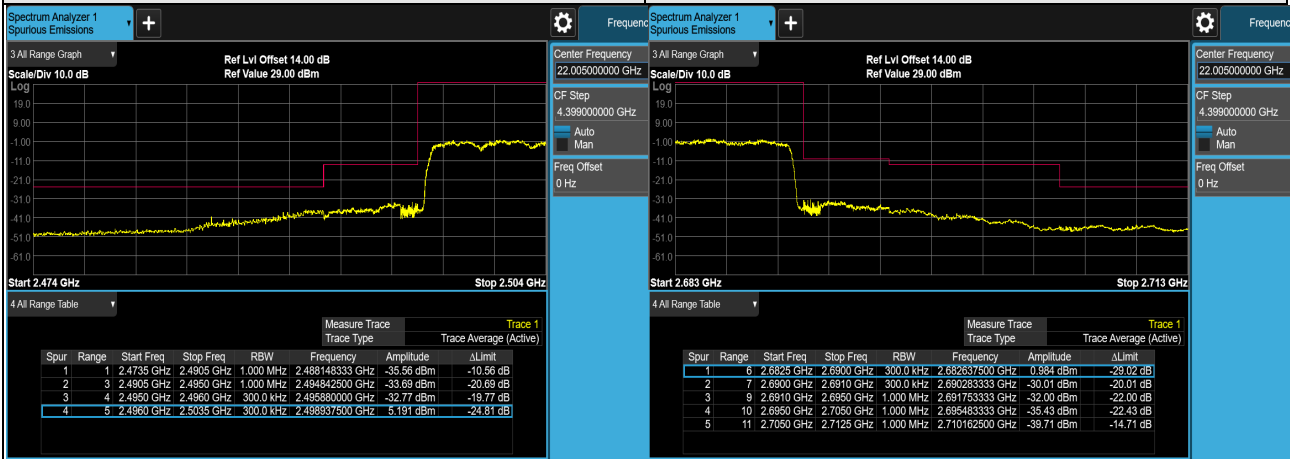 Spectrum Analyzer 1
Spurious Emissions
+
Frequenc
3 All Range Graph
Ref Lvl Offset 14.00 dB
Scale/Div 10.0 dB
Ref Value 29.00 dBm
Log
19.0
9.00
-1.00
-11.0
-21.0
-31.0
-41.0
-51.0
-61.0
Start 2.474 GHz
Stop 2.504 GHz
Center Frequency
22.005000000 GHz
CF Step
4.399000000 GHz
Auto
Man
Freq Offset
0 Hz
4 All Range Table
Measure Trace Trace 1
Trace Type Trace Average (Active)
Spur Range Start Freq Stop Freq RBW Frequency Amplitude ΔLimit
1 1 2.4735 GHz 2.4905 GHz 1.000 MHz 2.488148333 GHz -35.56 dBm -10.56 dB
2 3 2.4905 GHz 2.4950 GHz 1.000 MHz 2.494842500 GHz -33.69 dBm -20.69 dB
3 4 2.4950 GHz 2.4960 GHz 300.0 kHz 2.495880000 GHz -32.77 dBm -19.77 dB
4 5 2.4960 GHz 2.5035 GHz 300.0 kHz 2.498937500 GHz 5.191 dBm -24.81 dB
Spectrum Analyzer 1
Spurious Emissions
+
Frequenc
3 All Range Graph
Ref Lvl Offset 14.00 dB
Scale/Div 10.0 dB
Ref Value 29.00 dBm
Log
19.0
9.00
-1.00
-11.0
-21.0
-31.0
-41.0
-51.0
-61.0
Start 2.683 GHz
Stop 2.713 GHz
Center Frequency
22.005000000 GHz
CF Step
4.399000000 GHz
Auto
Man
Freq Offset
0 Hz
4 All Range Table
Measure Trace Trace 1
Trace Type Trace Average (Active)
Spur Range Start Freq Stop Freq RBW Frequency Amplitude ΔLimit
1 6 2.6825 GHz 2.6900 GHz 300.0 kHz 2.682637500 GHz 0.984 dBm -29.02 dB
2 7 2.6900 GHz 2.6910 GHz 300.0 kHz 2.690283333 GHz -30.01 dBm -20.01 dB
3 9 2.6910 GHz 2.6950 GHz 1.000 MHz 2.691753333 GHz -32.00 dBm -22.00 dB
4 10 2.6950 GHz 2.7050 GHz 1.000 MHz 2.695483333 GHz -35.43 dBm -22.43 dB
5 11 2.7050 GHz 2.7125 GHz 1.000 MHz 2.710162500 GHz -39.71 dBm -14.71 dB